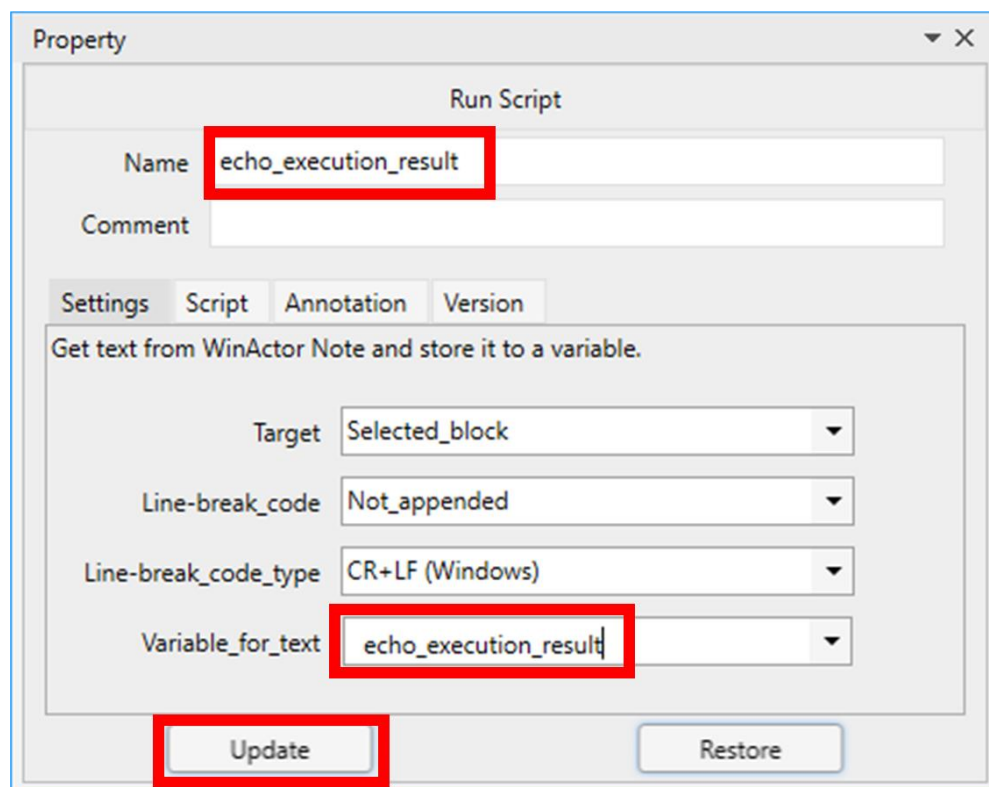 Property
Run Script
Name echo_execution_result
Comment
Settings Script Annotation Version
Get text from WinActor Note and store it to a variable.
Target Selected_block
Line-break_code Not_appended
Line-break_code_type CR+LF (Windows)
Variable_for_text echo_execution_result
Update Restore